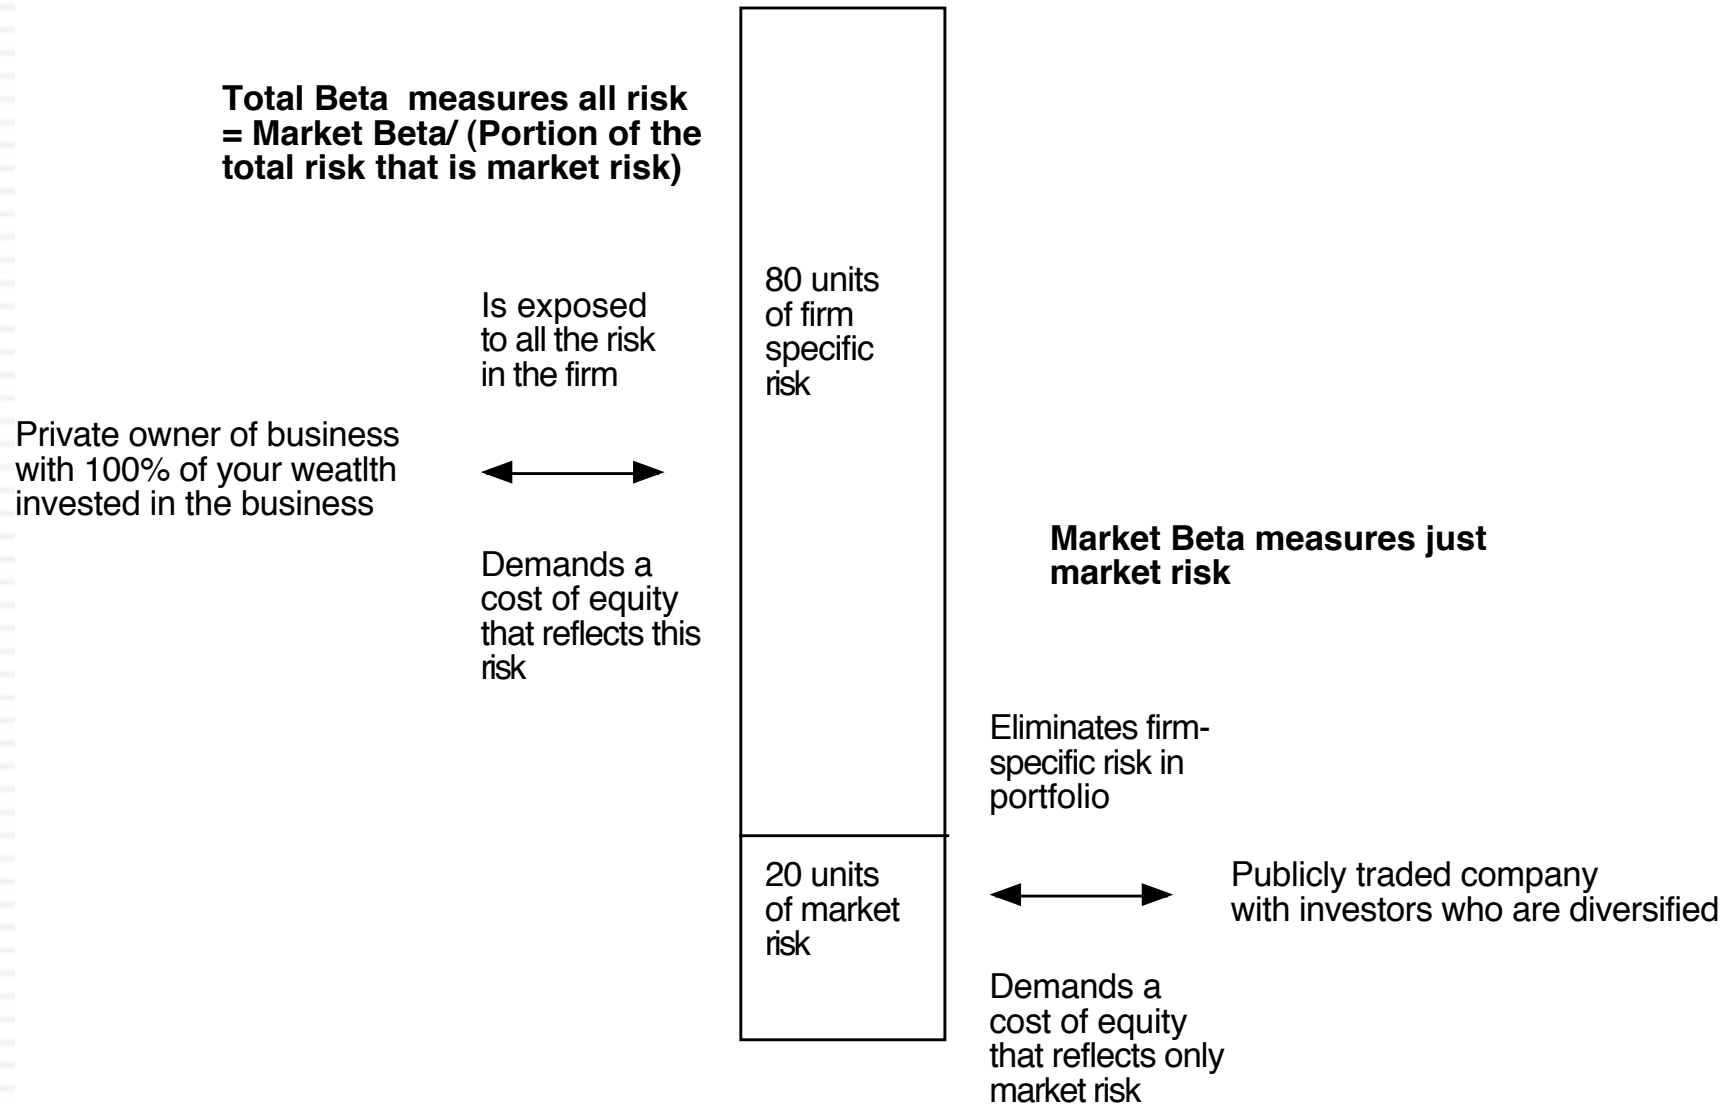 Total Beta measures all risk
= Market Beta/ (Portion of the
total risk that is market risk)
80 units
of firm
specific
risk
Is exposed
to all the risk
in the firm
Private owner of business
with 100% of your weatlth
invested in the business
Demands a
cost of equity
that reflects this
risk
Market Beta measures just
market risk
Eliminates firm-
specific risk in
portfolio
20 units
of market
risk
Publicly traded company
with investors who are diversified
Demands a
cost of equity
that reflects only
market risk